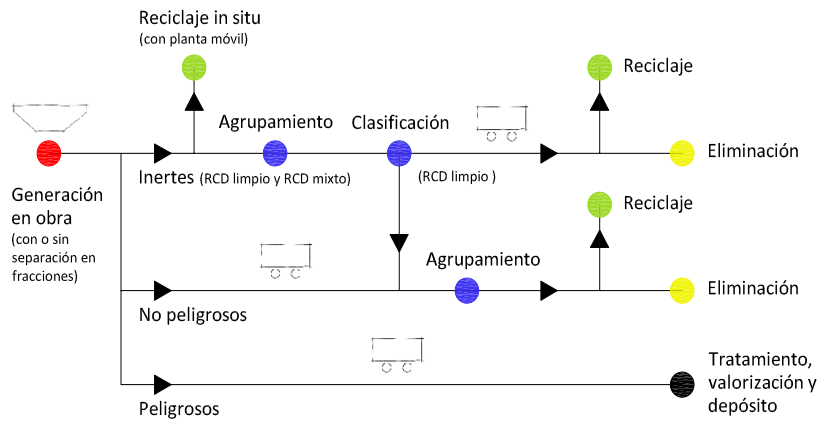 Reciclaje in situ
(con planta móvil)
Reciclaje
Agrupamiento
Clasificación
Eliminación
Inertes (RCD limpio y RCD mixto)
(RCD limpio )
Generación
en obra
(con o sin
separación en
fracciones)
Reciclaje
Agrupamiento
Eliminación
No peligrosos
Tratamiento,
valorización y
depósito
Peligrosos